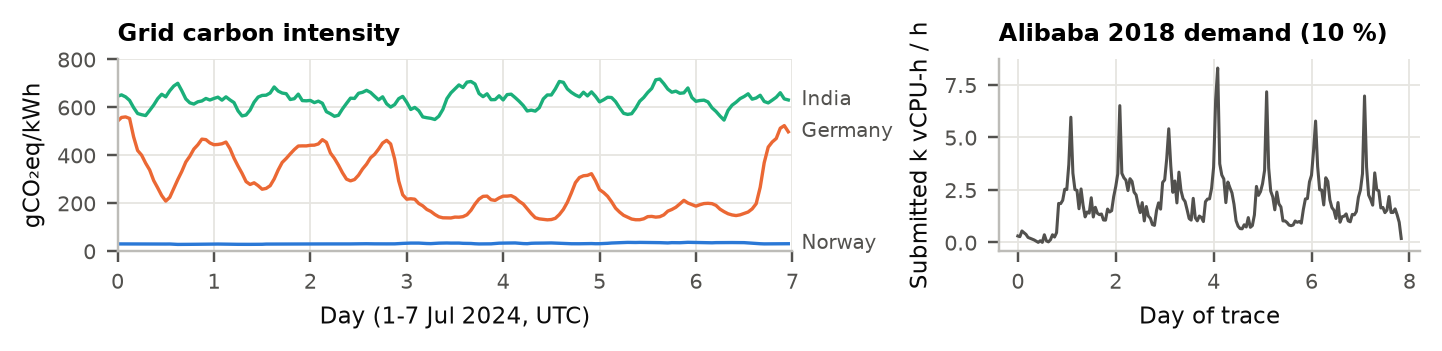 Grid carbon intensity
gCO₂eq/kWh
800
600
400
200
0
India
Germany
Norway
0 1 2 3 4 5 6 7
Day (1-7 Jul 2024, UTC)
Alibaba 2018 demand (10 %)
Submitted k vCPU-h / h
7.5
5.0
2.5
0.0
0 2 4 6 8
Day of trace